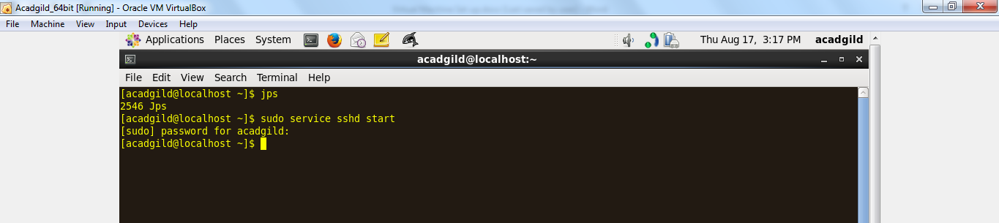 Acadgild_64bit [Running] - Oracle VM VirtualBox
File Machine View Input Devices Help
Applications Places System Thu Aug 17, 3:17 PM acadgild
acadgild@localhost:~
File Edit View Search Terminal Help
[acadgild@localhost ~]$ jps
2546 Jps
[acadgild@localhost ~]$ sudo service sshd start
[sudo] password for acadgild:
[acadgild@localhost ~]$